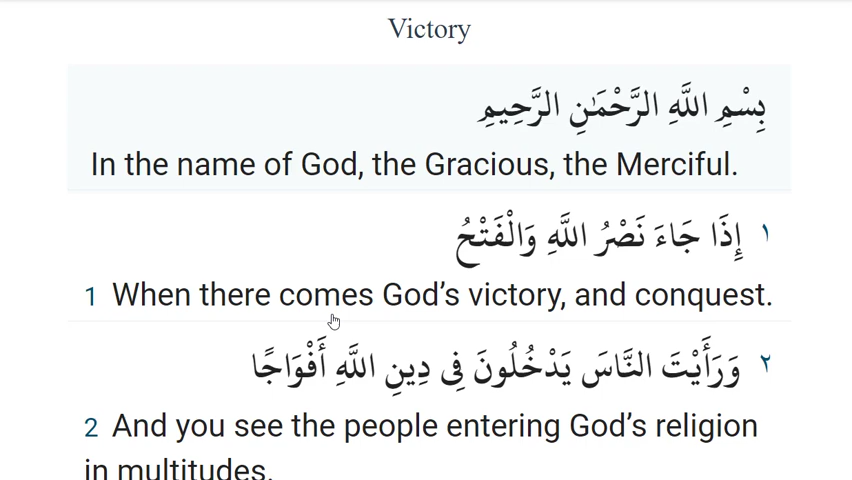 Victory
بِسْمِ اللَّهِ الرَّحْمَٰنِ الرَّحِيمِ
In the name of God, the Gracious, the Merciful.
١ إِذَا جَاءَ نَصْرُ اللَّهِ وَالْفَتْحُ
1 When there comes God's victory, and conquest.
٢ وَرَأَيْتَ النَّاسَ يَدْخُلُونَ فِي دِينِ اللَّهِ أَفْوَاجًا
2 And you see the people entering God's religion
in multitudes.